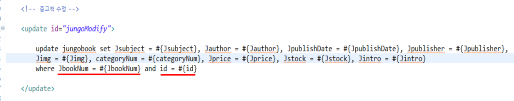 <!-- 중고책 수정 -->
<update id="jungoModify">
update jungobook set Jsubject = #{Jsubject}, Jauthor = #{Jauthor}, JpublishDate = #{JpublishDate}, Jpublisher = #{Jpublisher},
Jimg = #{Jimg}, categoryNum = #{categoryNum}, Jprice = #{Jprice}, Jstock = #{Jstock}, Jintro = #{Jintro}
where JbookNum = #{JbookNum} and id = #{id}
</update>